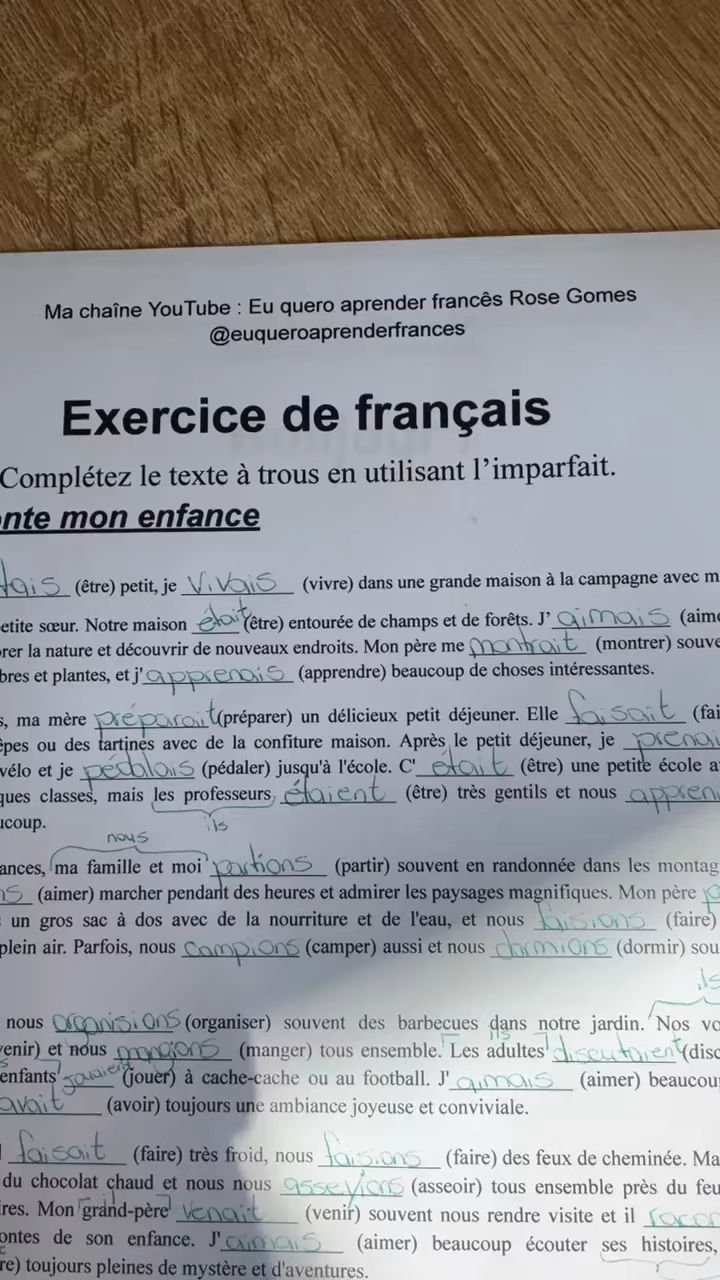 Ma chaîne YouTube : Eu quero aprender francês Rose Gomes
@euqueroaprenderfrances
Exercice de français
Complétez le texte à trous en utilisant l'imparfait.
nte mon enfance
tais (être) petit, je vivais (vivre) dans une grande maison à la campagne avec m
etite sœur. Notre maison était (être) entourée de champs et de forêts. J' aimais (aime
rer la nature et découvrir de nouveaux endroits. Mon père me montrait (montrer) souve
bres et plantes, et j' apprenais (apprendre) beaucoup de choses intéressantes.
s, ma mère préparait (préparer) un délicieux petit déjeuner. Elle faisait (fai
êpes ou des tartines avec de la confiture maison. Après le petit déjeuner, je prenai
vélo et je pédalais (pédaler) jusqu'à l'école. C' était (être) une petite école a
ques classes, mais les professeurs étaient (être) très gentils et nous appren
ucoup.
nous ils
ances, ma famille et moi partions (partir) souvent en randonnée dans les montag
ns (aimer) marcher pendant des heures et admirer les paysages magnifiques. Mon père
un gros sac à dos avec de la nourriture et de l'eau, et nous faisions (faire)
plein air. Parfois, nous campions (camper) aussi et nous dormions (dormir) sou
ils
nous organisions (organiser) souvent des barbecues dans notre jardin. Nos vo
ils
venir) et nous mangions (manger) tous ensemble. Les adultes discutaient (disc
enfants jouaient (jouer) à cache-cache ou au football. J' aimais (aimer) beaucou
avait (avoir) toujours une ambiance joyeuse et conviviale.
l faisait (faire) très froid, nous faisions (faire) des feux de cheminée. Ma
du chocolat chaud et nous nous asseyions (asseoir) tous ensemble près du feu
ires. Mon grand-père venait (venir) souvent nous rendre visite et il racon
ontes de son enfance. J' aimais (aimer) beaucoup écouter ses histoires,
re) toujours pleines de mystère et d'aventures.